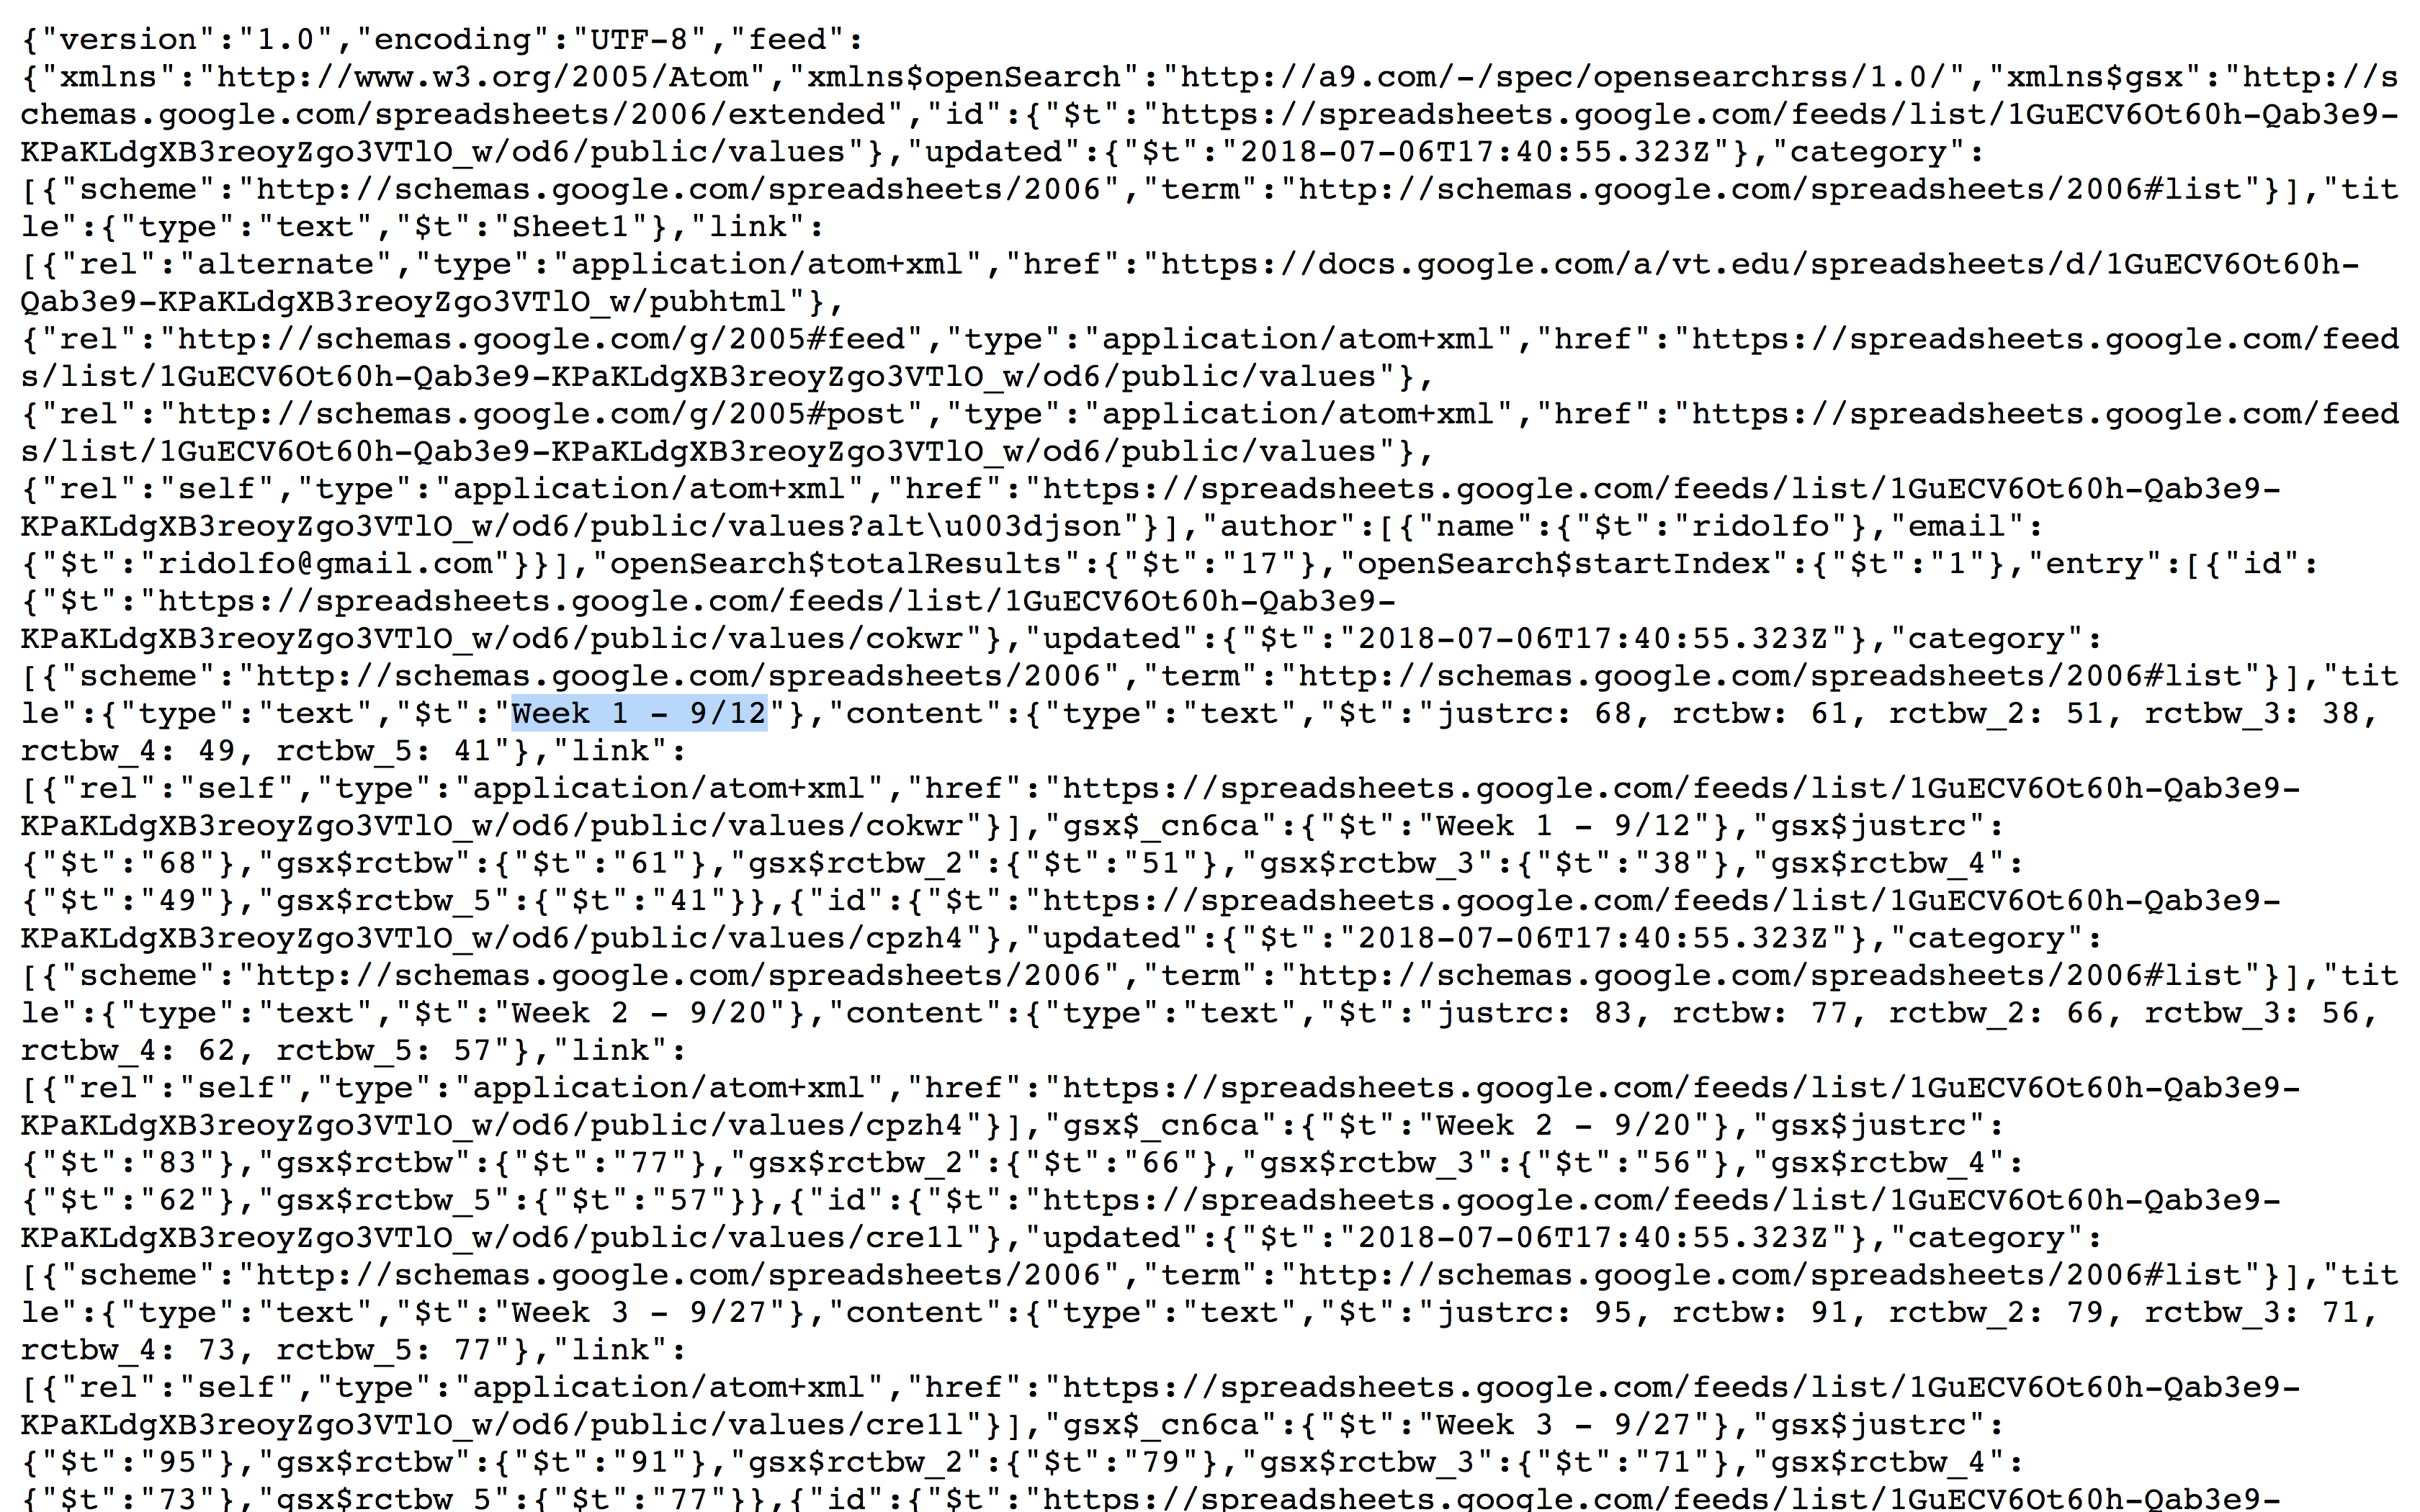 {"version":"1.0","encoding":"UTF-8","feed":
{"xmlns":"http://www.w3.org/2005/Atom","xmlns$openSearch":"http://a9.com/-/spec/opensearchrss/1.0/","xmlns$gsx":"http://s
chemas.google.com/spreadsheets/2006/extended","id":{"$t":"https://spreadsheets.google.com/feeds/list/1GuECV6Ot60h-Qab3e9-
KPaKLdgXB3reoyZgo3VTlO_w/od6/public/values"},"updated":{"$t":"2018-07-06T17:40:55.323Z"},"category":
[{"scheme":"http://schemas.google.com/spreadsheets/2006","term":"http://schemas.google.com/spreadsheets/2006#list"}],"tit
le":{"type":"text","$t":"Sheet1"},"link":
[{"rel":"alternate","type":"application/atom+xml","href":"https://docs.google.com/a/vt.edu/spreadsheets/d/1GuECV6Ot60h-
Qab3e9-KPaKLdgXB3reoyZgo3VTlO_w/pubhtml"},
{"rel":"http://schemas.google.com/g/2005#feed","type":"application/atom+xml","href":"https://spreadsheets.google.com/feed
s/list/1GuECV6Ot60h-Qab3e9-KPaKLdgXB3reoyZgo3VTlO_w/od6/public/values"},
{"rel":"http://schemas.google.com/g/2005#post","type":"application/atom+xml","href":"https://spreadsheets.google.com/feed
s/list/1GuECV6Ot60h-Qab3e9-KPaKLdgXB3reoyZgo3VTlO_w/od6/public/values"},
{"rel":"self","type":"application/atom+xml","href":"https://spreadsheets.google.com/feeds/list/1GuECV6Ot60h-Qab3e9-
KPaKLdgXB3reoyZgo3VTlO_w/od6/public/values?alt\u003djson"}],"author":[{"name":{"$t":"ridolfo"},"email":
{"$t":"ridolfo@gmail.com"}}],"openSearch$totalResults":{"$t":"17"},"openSearch$startIndex":{"$t":"1"},"entry":[{"id":
{"$t":"https://spreadsheets.google.com/feeds/list/1GuECV6Ot60h-Qab3e9-
KPaKLdgXB3reoyZgo3VTlO_w/od6/public/values/cokwr"},"updated":{"$t":"2018-07-06T17:40:55.323Z"},"category":
[{"scheme":"http://schemas.google.com/spreadsheets/2006","term":"http://schemas.google.com/spreadsheets/2006#list"}],"tit
le":{"type":"text","$t":"Week 1 - 9/12"},"content":{"type":"text","$t":"justrc: 68, rctbw: 61, rctbw_2: 51, rctbw_3: 38,
rctbw_4: 49, rctbw_5: 41"},"link":
[{"rel":"self","type":"application/atom+xml","href":"https://spreadsheets.google.com/feeds/list/1GuECV6Ot60h-Qab3e9-
KPaKLdgXB3reoyZgo3VTlO_w/od6/public/values/cokwr"}],"gsx$_cn6ca":{"$t":"Week 1 - 9/12"},"gsx$justrc":
{"$t":"68"},"gsx$rctbw":{"$t":"61"},"gsx$rctbw_2":{"$t":"51"},"gsx$rctbw_3":{"$t":"38"},"gsx$rctbw_4":
{"$t":"49"},"gsx$rctbw_5":{"$t":"41"}},{"id":{"$t":"https://spreadsheets.google.com/feeds/list/1GuECV6Ot60h-Qab3e9-
KPaKLdgXB3reoyZgo3VTlO_w/od6/public/values/cpzh4"},"updated":{"$t":"2018-07-06T17:40:55.323Z"},"category":
[{"scheme":"http://schemas.google.com/spreadsheets/2006","term":"http://schemas.google.com/spreadsheets/2006#list"}],"tit
le":{"type":"text","$t":"Week 2 - 9/20"},"content":{"type":"text","$t":"justrc: 83, rctbw: 77, rctbw_2: 66, rctbw_3: 56,
rctbw_4: 62, rctbw_5: 57"},"link":
[{"rel":"self","type":"application/atom+xml","href":"https://spreadsheets.google.com/feeds/list/1GuECV6Ot60h-Qab3e9-
KPaKLdgXB3reoyZgo3VTlO_w/od6/public/values/cpzh4"}],"gsx$_cn6ca":{"$t":"Week 2 - 9/20"},"gsx$justrc":
{"$t":"83"},"gsx$rctbw":{"$t":"77"},"gsx$rctbw_2":{"$t":"66"},"gsx$rctbw_3":{"$t":"56"},"gsx$rctbw_4":
{"$t":"62"},"gsx$rctbw_5":{"$t":"57"}},{"id":{"$t":"https://spreadsheets.google.com/feeds/list/1GuECV6Ot60h-Qab3e9-
KPaKLdgXB3reoyZgo3VTlO_w/od6/public/values/cre1l"},"updated":{"$t":"2018-07-06T17:40:55.323Z"},"category":
[{"scheme":"http://schemas.google.com/spreadsheets/2006","term":"http://schemas.google.com/spreadsheets/2006#list"}],"tit
le":{"type":"text","$t":"Week 3 - 9/27"},"content":{"type":"text","$t":"justrc: 95, rctbw: 91, rctbw_2: 79, rctbw_3: 71,
rctbw_4: 73, rctbw_5: 77"},"link":
[{"rel":"self","type":"application/atom+xml","href":"https://spreadsheets.google.com/feeds/list/1GuECV6Ot60h-Qab3e9-
KPaKLdgXB3reoyZgo3VTlO_w/od6/public/values/cre1l"}],"gsx$_cn6ca":{"$t":"Week 3 - 9/27"},"gsx$justrc":
{"$t":"95"},"gsx$rctbw":{"$t":"91"},"gsx$rctbw_2":{"$t":"79"},"gsx$rctbw_3":{"$t":"71"},"gsx$rctbw_4":
{"$t":"73"},"gsx$rctbw_5":{"$t":"77"}},{"id":{"$t":"https://spreadsheets.google.com/feeds/list/1GuECV6Ot60h-Qab3e9-